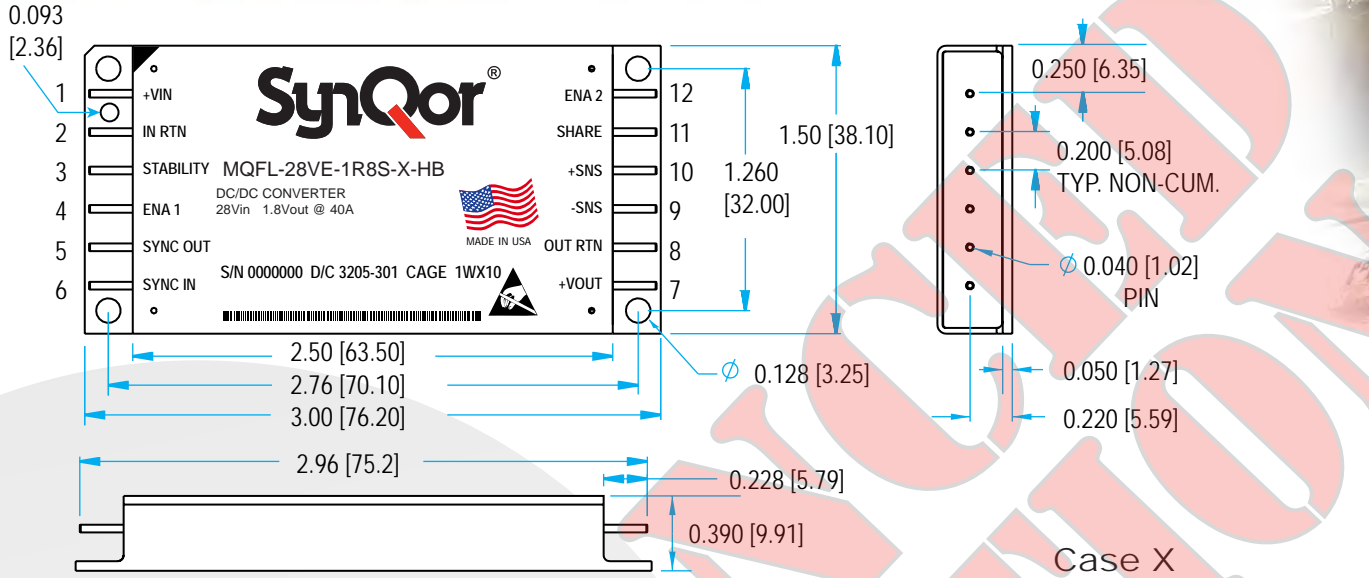 0.093
[2.36]
SynQor®
1 +VIN
2 IN RTN
3 STABILITY
4 ENA 1
5 SYNC OUT
6 SYNC IN
MQFL-28VE-1R8S-X-HB
DC/DC CONVERTER
28Vin 1.8Vout @ 40A
MADE IN USA
S/N 0000000 D/C 3205-301 CAGE 1WX10
ENA 2 12
SHARE 11
+SNS 10
-SNS 9
OUT RTN 8
+VOUT 7
1.260
[32.00]
1.50 [38.10]
0.250 [6.35]
0.200 [5.08]
TYP. NON-CUM.
Ø 0.040 [1.02]
PIN
2.50 [63.50]
2.76 [70.10]
3.00 [76.20]
Ø 0.128 [3.25]
0.050 [1.27]
0.220 [5.59]
2.96 [75.2]
0.228 [5.79]
0.390 [9.91]
Case X